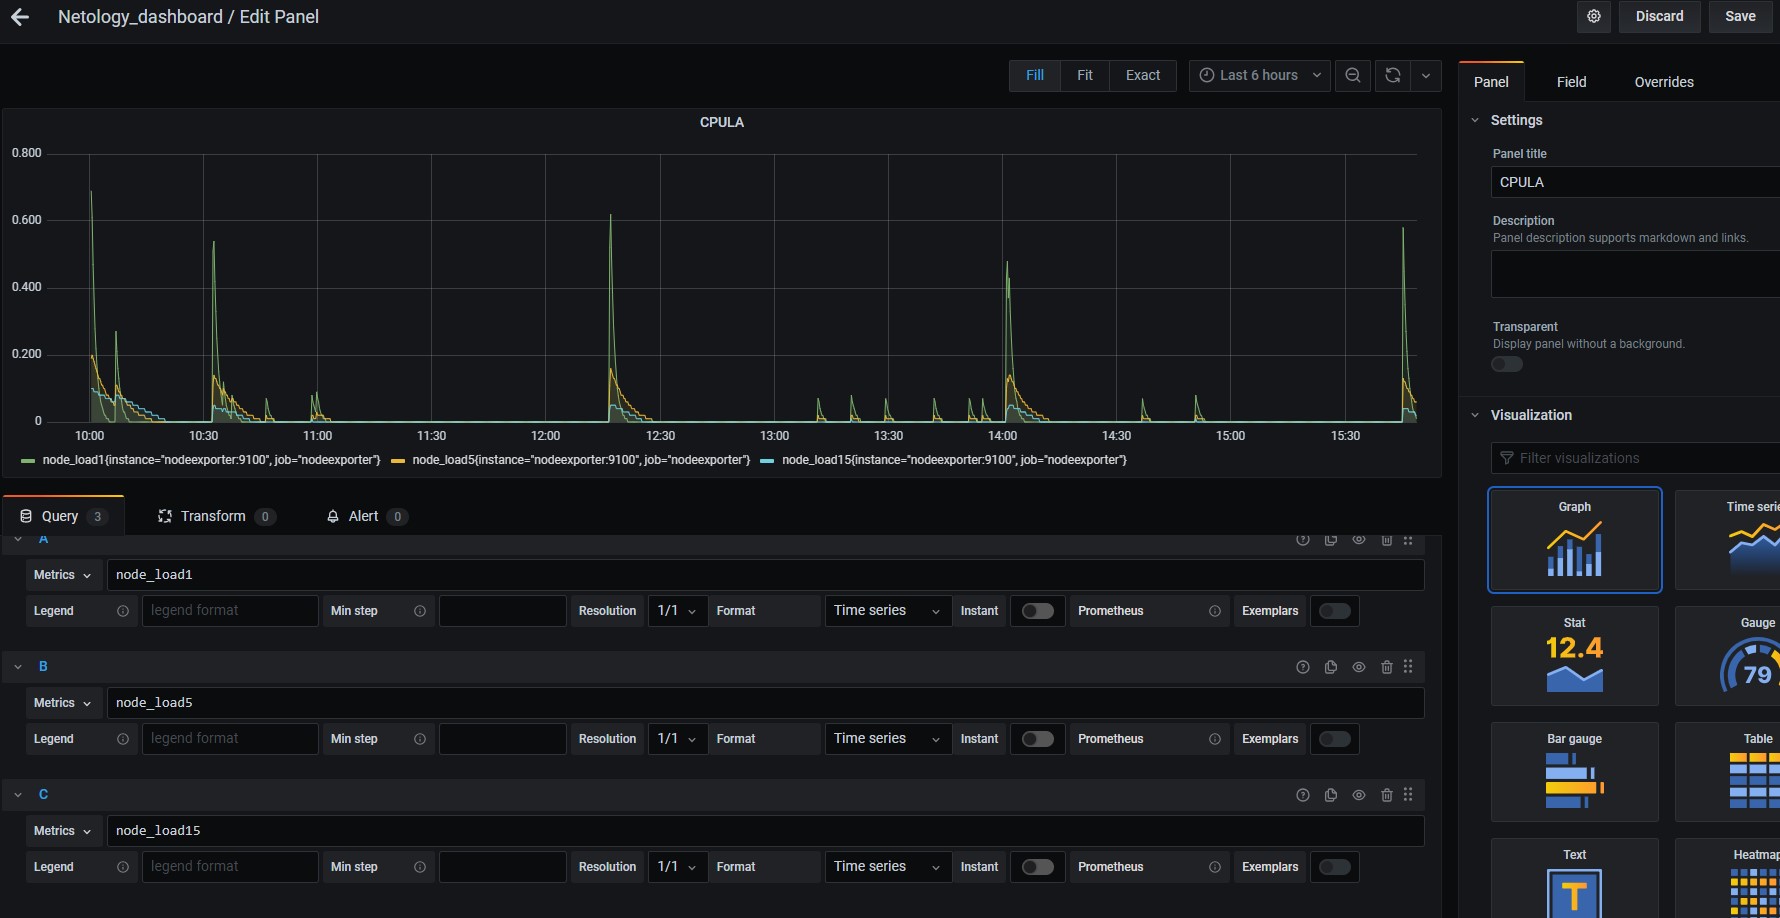 Netology_dashboard / Edit Panel
Discard
Save
Fill
Fit
Exact
Last 6 hours
Panel
Field
Overrides
CPULA
Settings
Panel title
CPULA
Description
Panel description supports markdown and links.
Transparent
Display panel without a background.
Visualization
Filter visualizations
0.800
0.600
0.400
0.200
0
10:00
10:30
11:00
11:30
12:00
12:30
13:00
13:30
14:00
14:30
15:00
15:30
node_load1{instance="nodeexporter:9100", job="nodeexporter"}
node_load5{instance="nodeexporter:9100", job="nodeexporter"}
node_load15{instance="nodeexporter:9100", job="nodeexporter"}
Query 3
Transform 0
Alert 0
A
Metrics
node_load1
Legend
legend format
Min step
Resolution
1/1
Format
Time series
Instant
Prometheus
Exemplars
B
Metrics
node_load5
Legend
legend format
Min step
Resolution
1/1
Format
Time series
Instant
Prometheus
Exemplars
C
Metrics
node_load15
Legend
legend format
Min step
Resolution
1/1
Format
Time series
Instant
Prometheus
Exemplars
Graph
Time serie
Stat
12.4
Gauge
79
Bar gauge
Table
Text
T
Heatmap